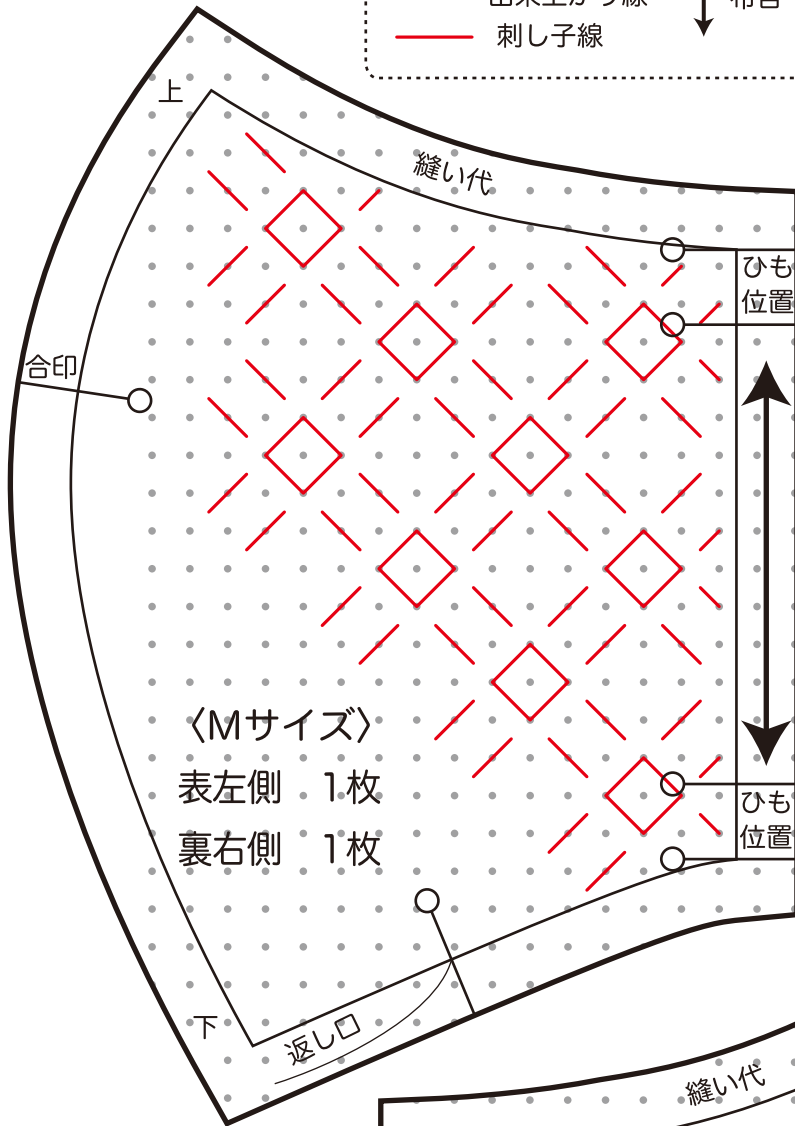 刺し子線
上
縫い代
ひも
位置
合印
〈Mサイズ〉
表左側　1枚
裏右側　1枚
ひも
位置
下
返し口
縫い代